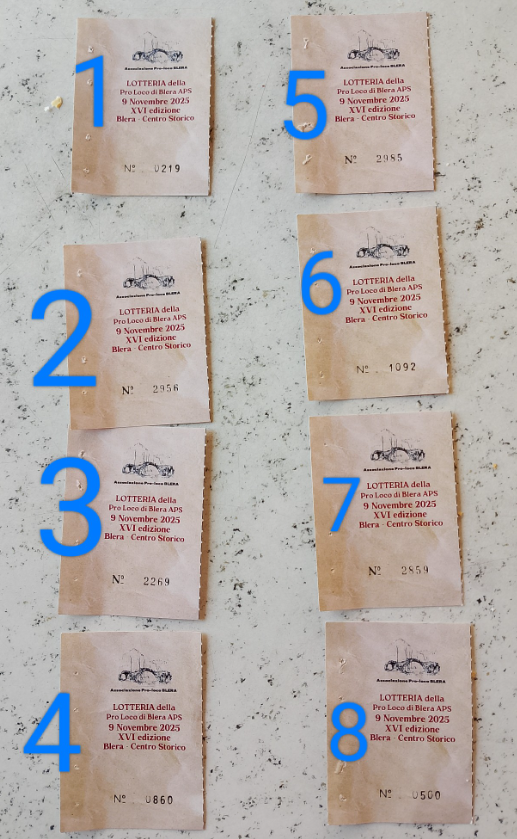 1
Associazione Pro-loco BLERA
LOTTERIA della
Pro Loco di Blera APS
9 Novembre 2025
XVI edizione
Blera - Centro Storico
Nº 0219
2
Associazione Pro-loco BLERA
LOTTERIA della
Pro Loco di Blera APS
9 Novembre 2025
XVI edizione
Blera - Centro Storico
Nº 2956
3
Associazione Pro-loco BLERA
LOTTERIA della
Pro Loco di Blera APS
9 Novembre 2025
XVI edizione
Blera - Centro Storico
Nº 2269
4
Associazione Pro-loco BLERA
LOTTERIA della
Pro Loco di Blera APS
9 Novembre 2025
XVI edizione
Blera - Centro Storico
Nº 0860
5
Associazione Pro-loco BLERA
LOTTERIA della
Pro Loco di Blera APS
9 Novembre 2025
XVI edizione
Blera - Centro Storico
Nº 2985
6
Associazione Pro-loco BLERA
LOTTERIA della
Pro Loco di Blera APS
9 Novembre 2025
XVI edizione
Blera - Centro Storico
Nº 1092
7
Associazione Pro-loco BLERA
LOTTERIA della
Pro Loco di Blera APS
9 Novembre 2025
XVI edizione
Blera - Centro Storico
Nº 2859
8
Associazione Pro-loco BLERA
LOTTERIA della
Pro Loco di Blera APS
9 Novembre 2025
XVI edizione
Blera - Centro Storico
Nº 0500